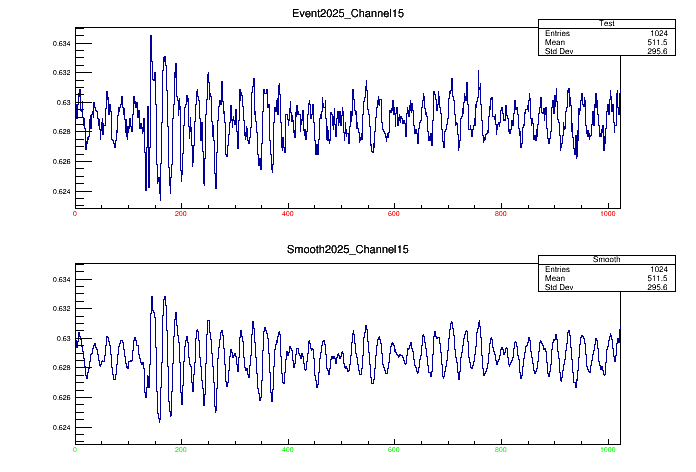 Event2025_Channel15
Test
Entries 1024
Mean 511.5
Std Dev 295.6
0.634
0.632
0.63
0.628
0.626
0.624
0 200 400 600 800 1000
Smooth2025_Channel15
Smooth
Entries 1024
Mean 511.5
Std Dev 295.6
0.634
0.632
0.63
0.628
0.626
0.624
0 200 400 600 800 1000